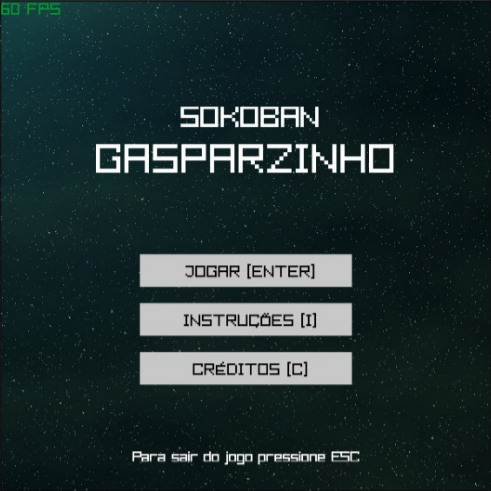 60 FPS
SOKOBAN
GASPARZINHO
JOGAR [ENTER]
INSTRUÇÕES [I]
CRÉDITOS [C]
Para sair do jogo pressione ESC